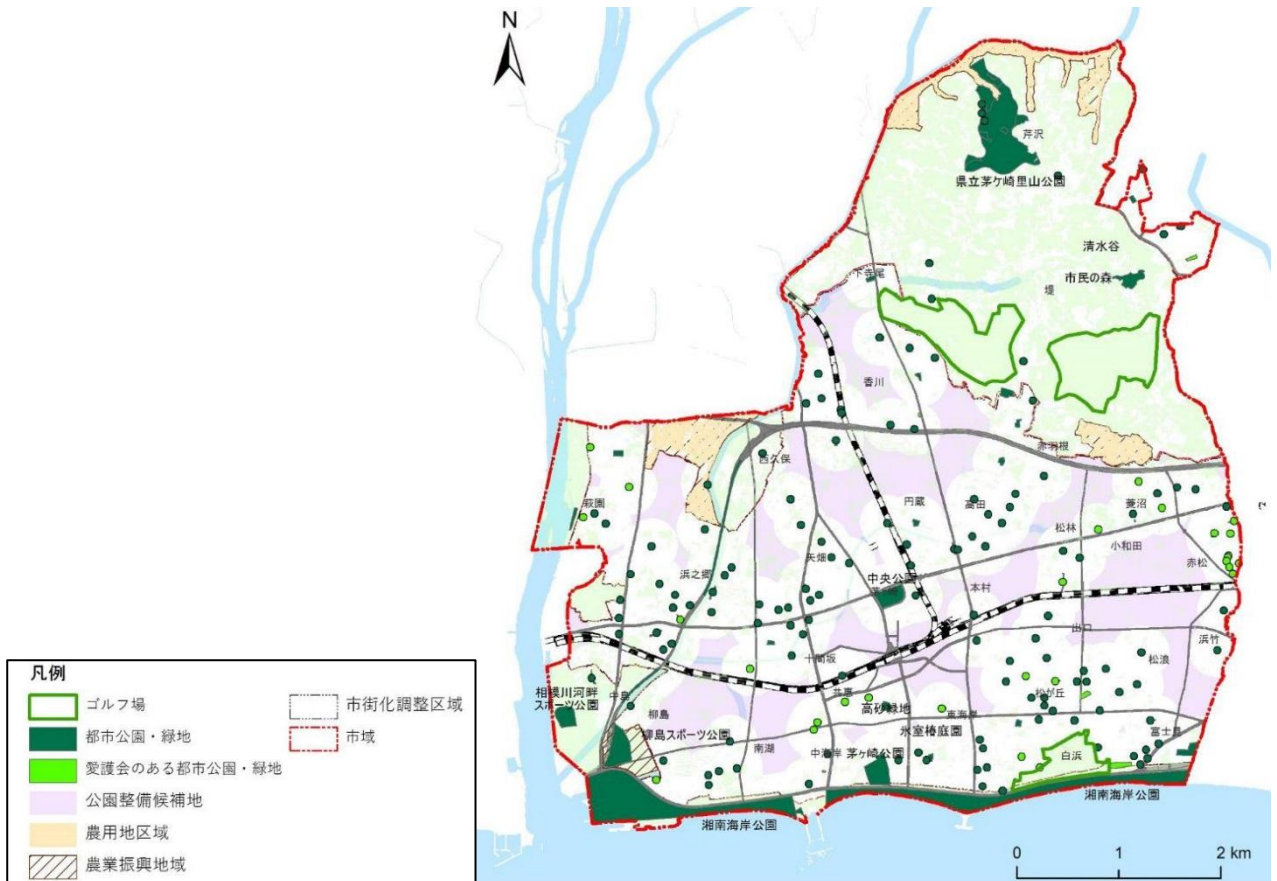 N
芹沢
県立茅ケ崎里山公園
清水谷
市民の森
堤
下寺尾
香川
赤羽根
西久保
萩園
円蔵
高田
菱沼
松林
小和田
矢畑
浜之郷
赤松
中央公園
茅ヶ崎
本村
出口
浜竹
十間坂
松浪
凡例
ゴルフ場
市街化調整区域
都市公園・緑地
市域
愛護会のある都市公園・緑地
公園整備候補地
農用地区域
農業振興地域
相模川河畔
スポーツ公園
中島
柳島
柳島スポーツ公園
共恵
高砂緑地
松が丘
東海岸
氷室椿庭園
富士見
南湖
中海岸
茅ヶ崎公園
白浜
湘南海岸公園
湘南海岸公園
0 1 2 km